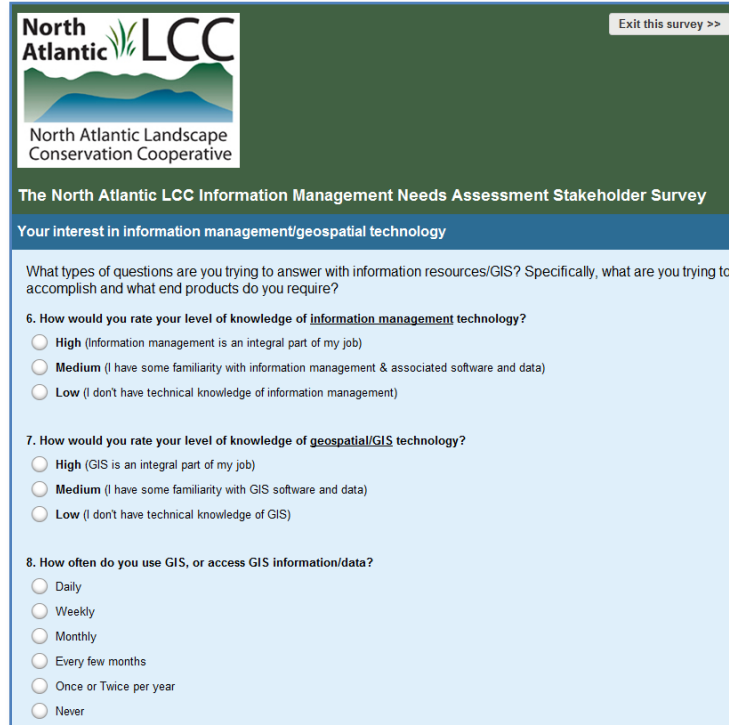 North
Atlantic LCC
North Atlantic Landscape
Conservation Cooperative
Exit this survey >>
The North Atlantic LCC Information Management Needs Assessment Stakeholder Survey
Your interest in information management/geospatial technology
What types of questions are you trying to answer with information resources/GIS? Specifically, what are you trying to
accomplish and what end products do you require?
6. How would you rate your level of knowledge of information management technology?
High (Information management is an integral part of my job)
Medium (I have some familiarity with information management & associated software and data)
Low (I don't have technical knowledge of information management)
7. How would you rate your level of knowledge of geospatial/GIS technology?
High (GIS is an integral part of my job)
Medium (I have some familiarity with GIS software and data)
Low (I don't have technical knowledge of GIS)
8. How often do you use GIS, or access GIS information/data?
Daily
Weekly
Monthly
Every few months
Once or Twice per year
Never